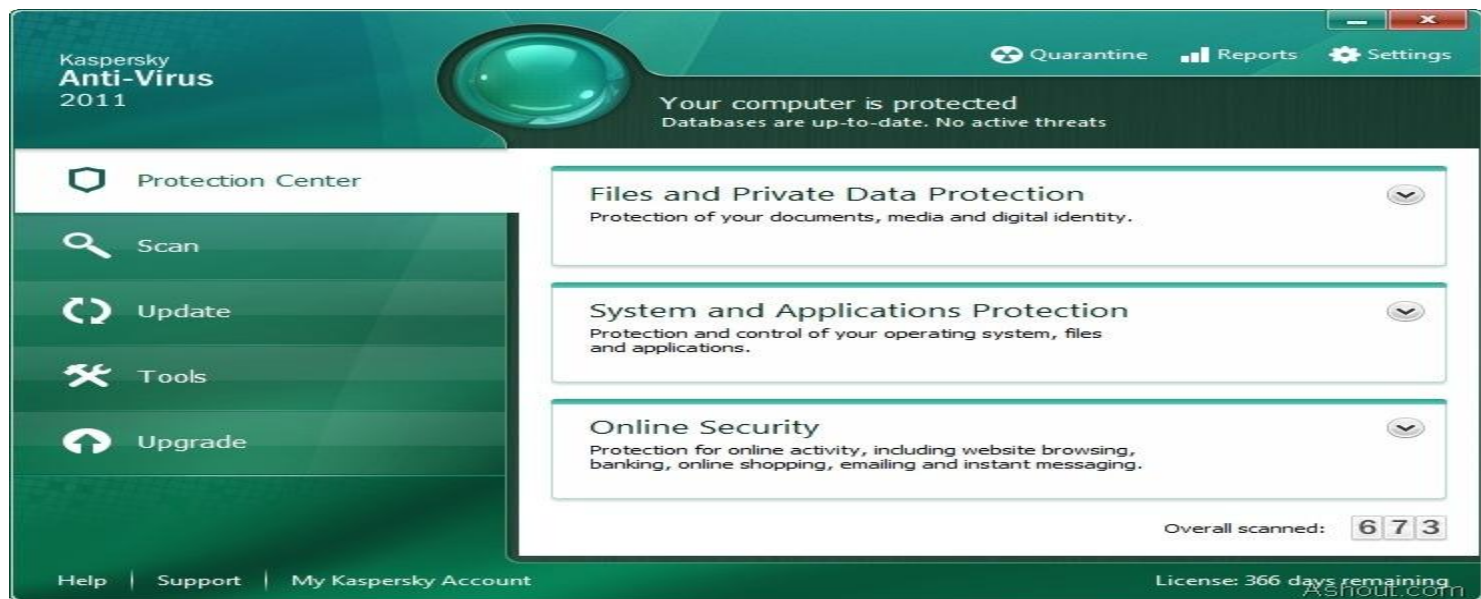 Kaspersky
Anti-Virus
2011
Quarantine
Reports
Settings
Your computer is protected
Databases are up-to-date. No active threats
Protection Center
Scan
Update
Tools
Upgrade
Files and Private Data Protection
Protection of your documents, media and digital identity.
System and Applications Protection
Protection and control of your operating system, files
and applications.
Online Security
Protection for online activity, including website browsing,
banking, online shopping, emailing and instant messaging.
Overall scanned: 673
Help | Support | My Kaspersky Account
License: 366 days remaining
Ashout.com